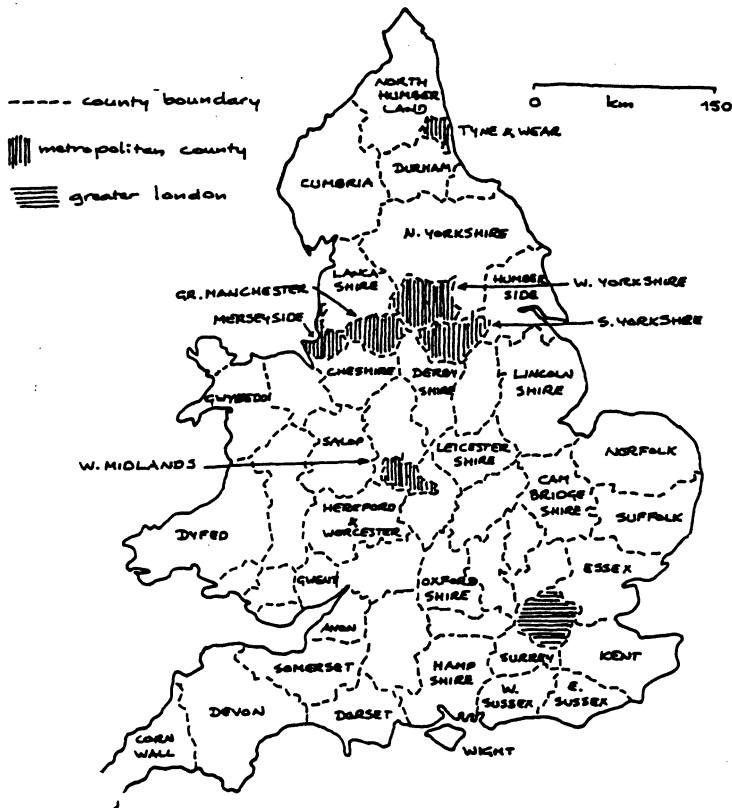 county boundary
metropolitan county
greater london
0 km 150
NORTH
HUMBER
LAND
TYNE & WEAR
DURHAM
CUMBRIA
N. YORKSHIRE
LANCA
SHIRE
HUMBER
SIDE
W. YORKSHIRE
GR. MANCHESTER
MERSEYSIDE
S. YORKSHIRE
CHESHIRE
DERBY
SHIRE
LINCOLN
SHIRE
GWYNEDD
SALOP
LEICESTER
SHIRE
NORFOLK
W. MIDLANDS
CAM
BRIDGE
SHIRE
HEREFORD
&
WORCESTER
SUFFOLK
DYFED
GWENT
OXFORD
SHIRE
ESSEX
AVON
SOMERSET
HAMP
SHIRE
SURREY
KENT
W.
SUSSEX
E.
SUSSEX
DEVON
DORSET
CORN
WALL
WIGHT